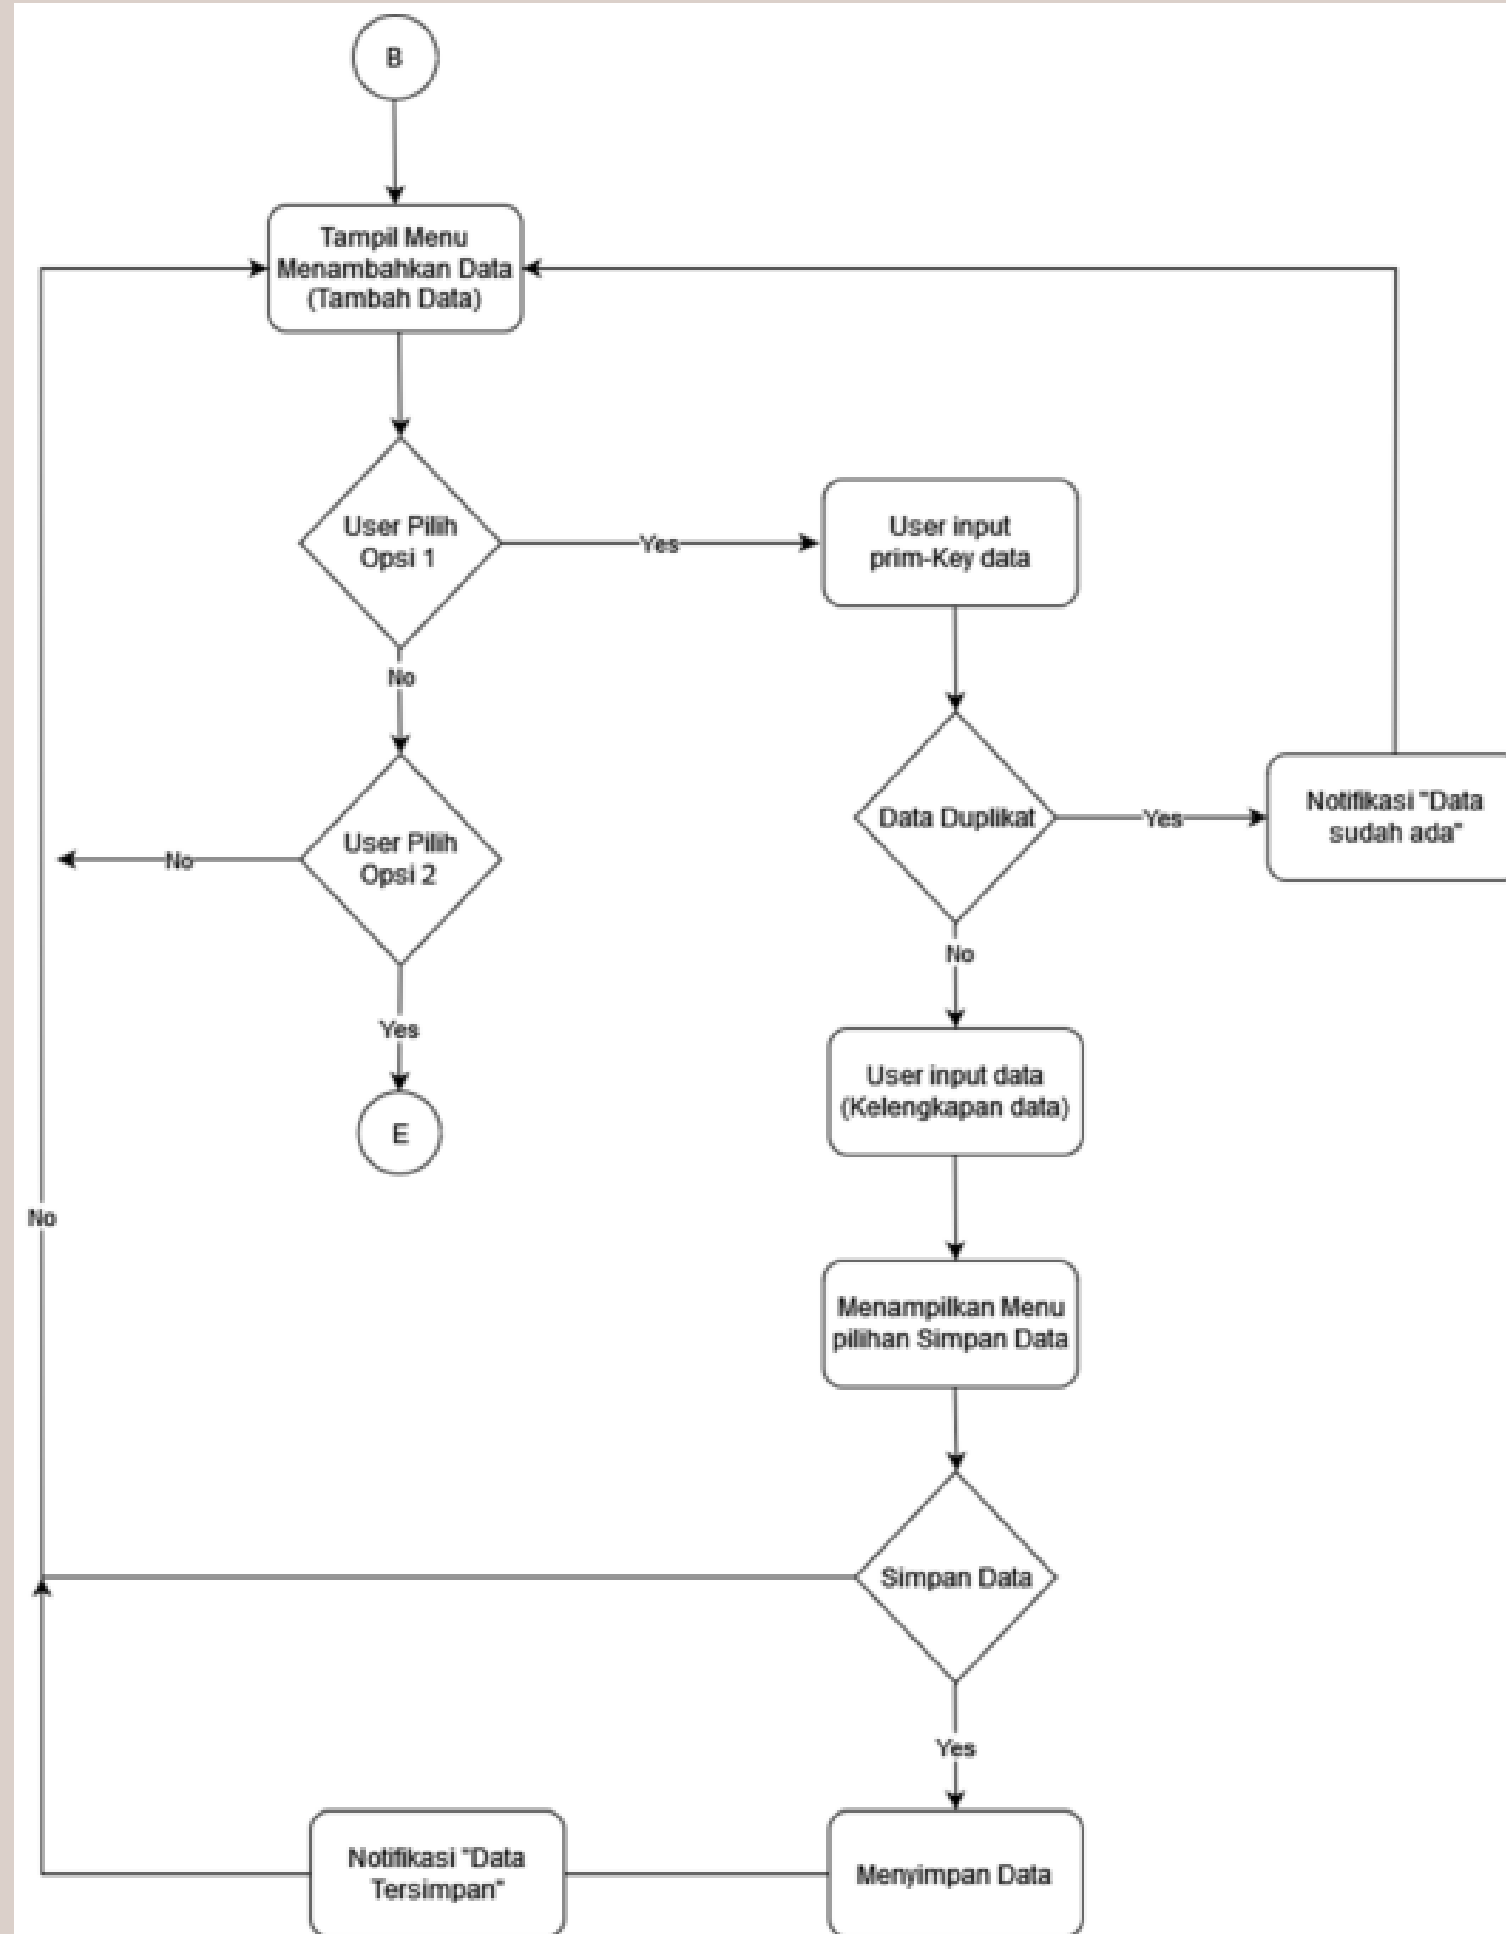 B
Tampil Menu
Menambahkan Data
(Tambah Data)
User Pilih
Opsi 1
Yes
User input
prim-Key data
No
User Pilih
Opsi 2
No
Yes
E
Data Duplikat
Yes
Notifikasi "Data
sudah ada"
No
User input data
(Kelengkapan data)
Menampilkan Menu
pilihan Simpan Data
Simpan Data
No
Yes
Menyimpan Data
Notifikasi "Data
Tersimpan"